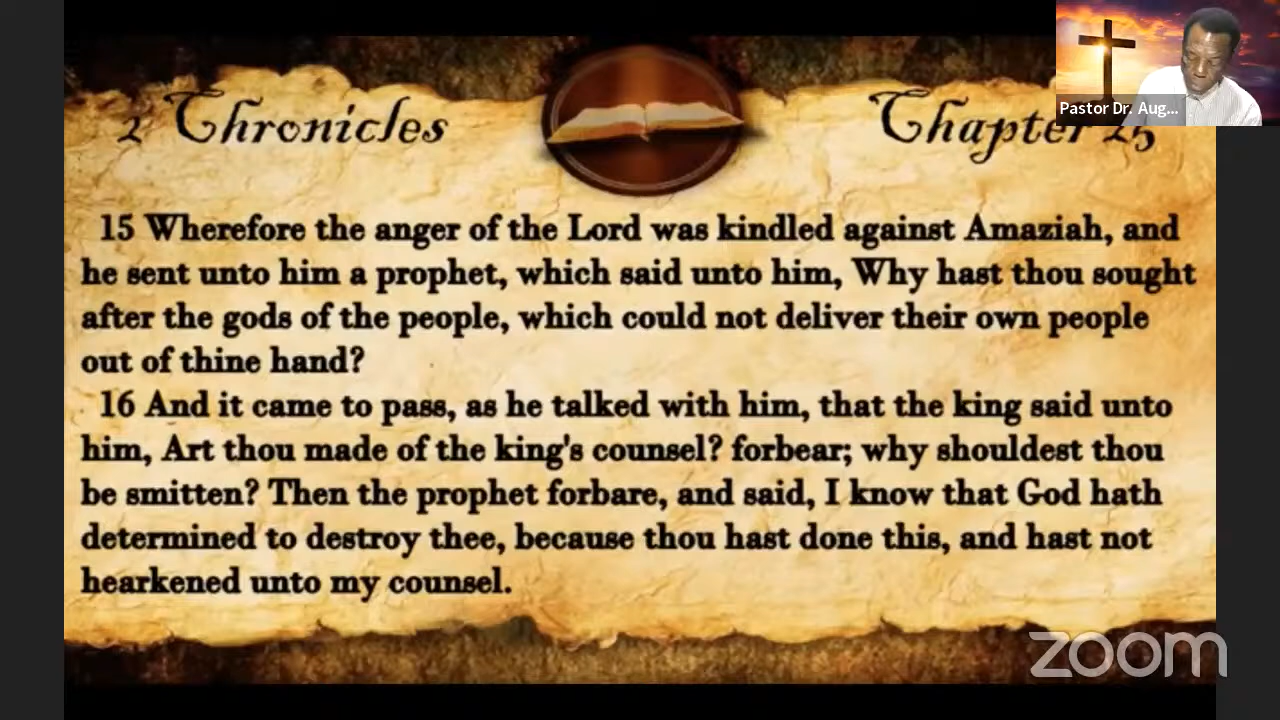 2 Chronicles
Chapter 25
Pastor Dr. Aug...
15 Wherefore the anger of the Lord was kindled against Amaziah, and
he sent unto him a prophet, which said unto him, Why hast thou sought
after the gods of the people, which could not deliver their own people
out of thine hand?
16 And it came to pass, as he talked with him, that the king said unto
him, Art thou made of the king's counsel? forbear; why shouldest thou
be smitten? Then the prophet forbare, and said, I know that God hath
determined to destroy thee, because thou hast done this, and hast not
hearkened unto my counsel.
zoom